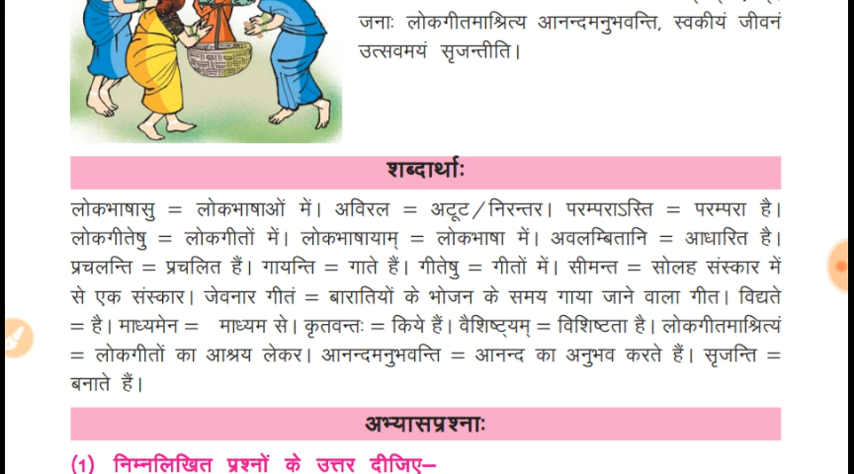 जनाः लोकगीतमाश्रित्य आनन्दमनुभवन्ति, स्वकीयं जीवनं
उत्सवमयं सृजन्तीति।
शब्दार्थाः
लोकभाषासु = लोकभाषाओं में। अविरल = अटूट/निरन्तर। परम्पराऽस्ति = परम्परा है।
लोकगीतेषु = लोकगीतों में। लोकभाषायाम् = लोकभाषा में। अवलम्बितानि = आधारित है।
प्रचलन्ति = प्रचलित हैं। गायन्ति = गाते हैं। गीतेषु = गीतों में। सीमन्त = सोलह संस्कार में
से एक संस्कार। जेवनार गीतं = बारातियों के भोजन के समय गाया जाने वाला गीत। विद्यते
= है। माध्यमेन = माध्यम से। कृतवन्तः = किये हैं। वैशिष्ट्यम् = विशिष्टता है। लोकगीतमाश्रित्यं
= लोकगीतों का आश्रय लेकर। आनन्दमनुभवन्ति = आनन्द का अनुभव करते हैं। सृजन्ति =
बनाते हैं।
अभ्यासप्रश्नाः
(1) निम्नलिखित प्रश्नों के उत्तर दीजिए–